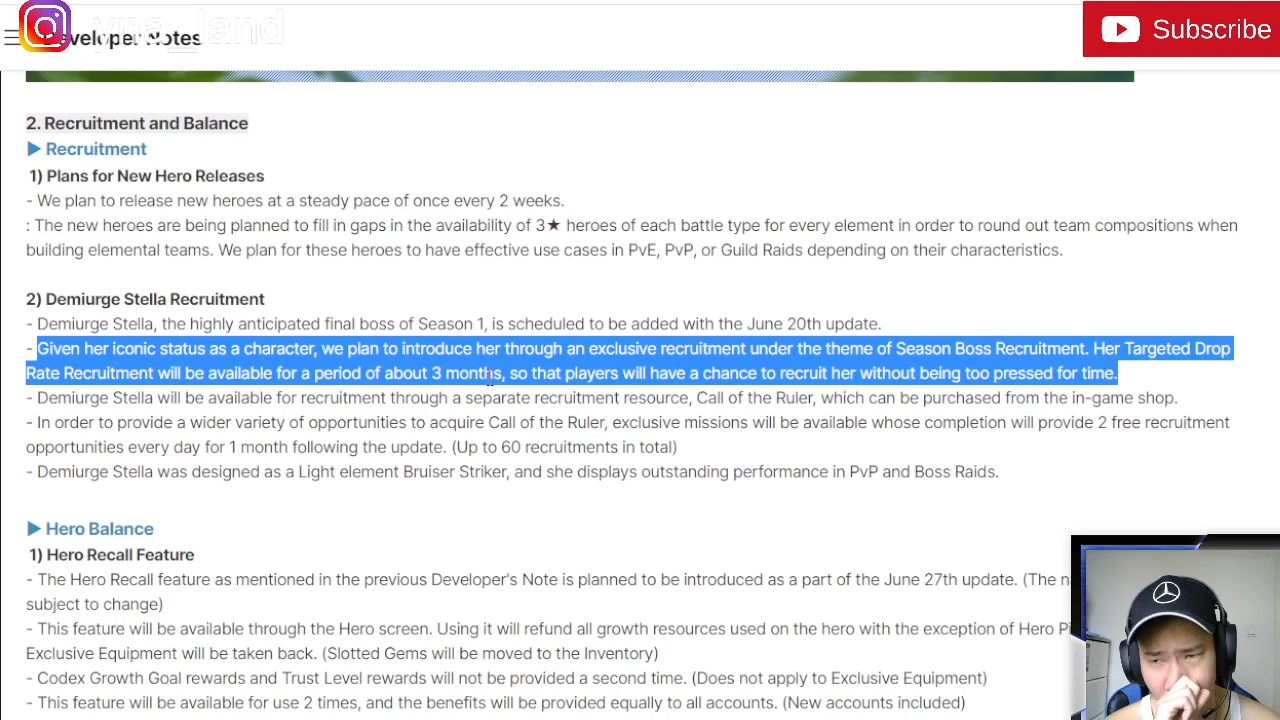 yna_land
Developer Notes
Subscribe
2. Recruitment and Balance
▶ Recruitment
1) Plans for New Hero Releases
- We plan to release new heroes at a steady pace of once every 2 weeks.
: The new heroes are being planned to fill in gaps in the availability of 3★ heroes of each battle type for every element in order to round out team compositions when
building elemental teams. We plan for these heroes to have effective use cases in PvE, PvP, or Guild Raids depending on their characteristics.
2) Demiurge Stella Recruitment
- Demiurge Stella, the highly anticipated final boss of Season 1, is scheduled to be added with the June 20th update.
- Given her iconic status as a character, we plan to introduce her through an exclusive recruitment under the theme of Season Boss Recruitment. Her Targeted Drop
Rate Recruitment will be available for a period of about 3 months, so that players will have a chance to recruit her without being too pressed for time.
- Demiurge Stella will be available for recruitment through a separate recruitment resource, Call of the Ruler, which can be purchased from the in-game shop.
- In order to provide a wider variety of opportunities to acquire Call of the Ruler, exclusive missions will be available whose completion will provide 2 free recruitment
opportunities every day for 1 month following the update. (Up to 60 recruitments in total)
- Demiurge Stella was designed as a Light element Bruiser Striker, and she displays outstanding performance in PvP and Boss Raids.
▶ Hero Balance
1) Hero Recall Feature
- The Hero Recall feature as mentioned in the previous Developer's Note is planned to be introduced as a part of the June 27th update. (The
subject to change)
- This feature will be available through the Hero screen. Using it will refund all growth resources used on the hero with the exception of Hero
Exclusive Equipment will be taken back. (Slotted Gems will be moved to the Inventory)
- Codex Growth Goal rewards and Trust Level rewards will not be provided a second time. (Does not apply to Exclusive Equipment)
- This feature will be available for use 2 times, and the benefits will be provided equally to all accounts. (New accounts included)